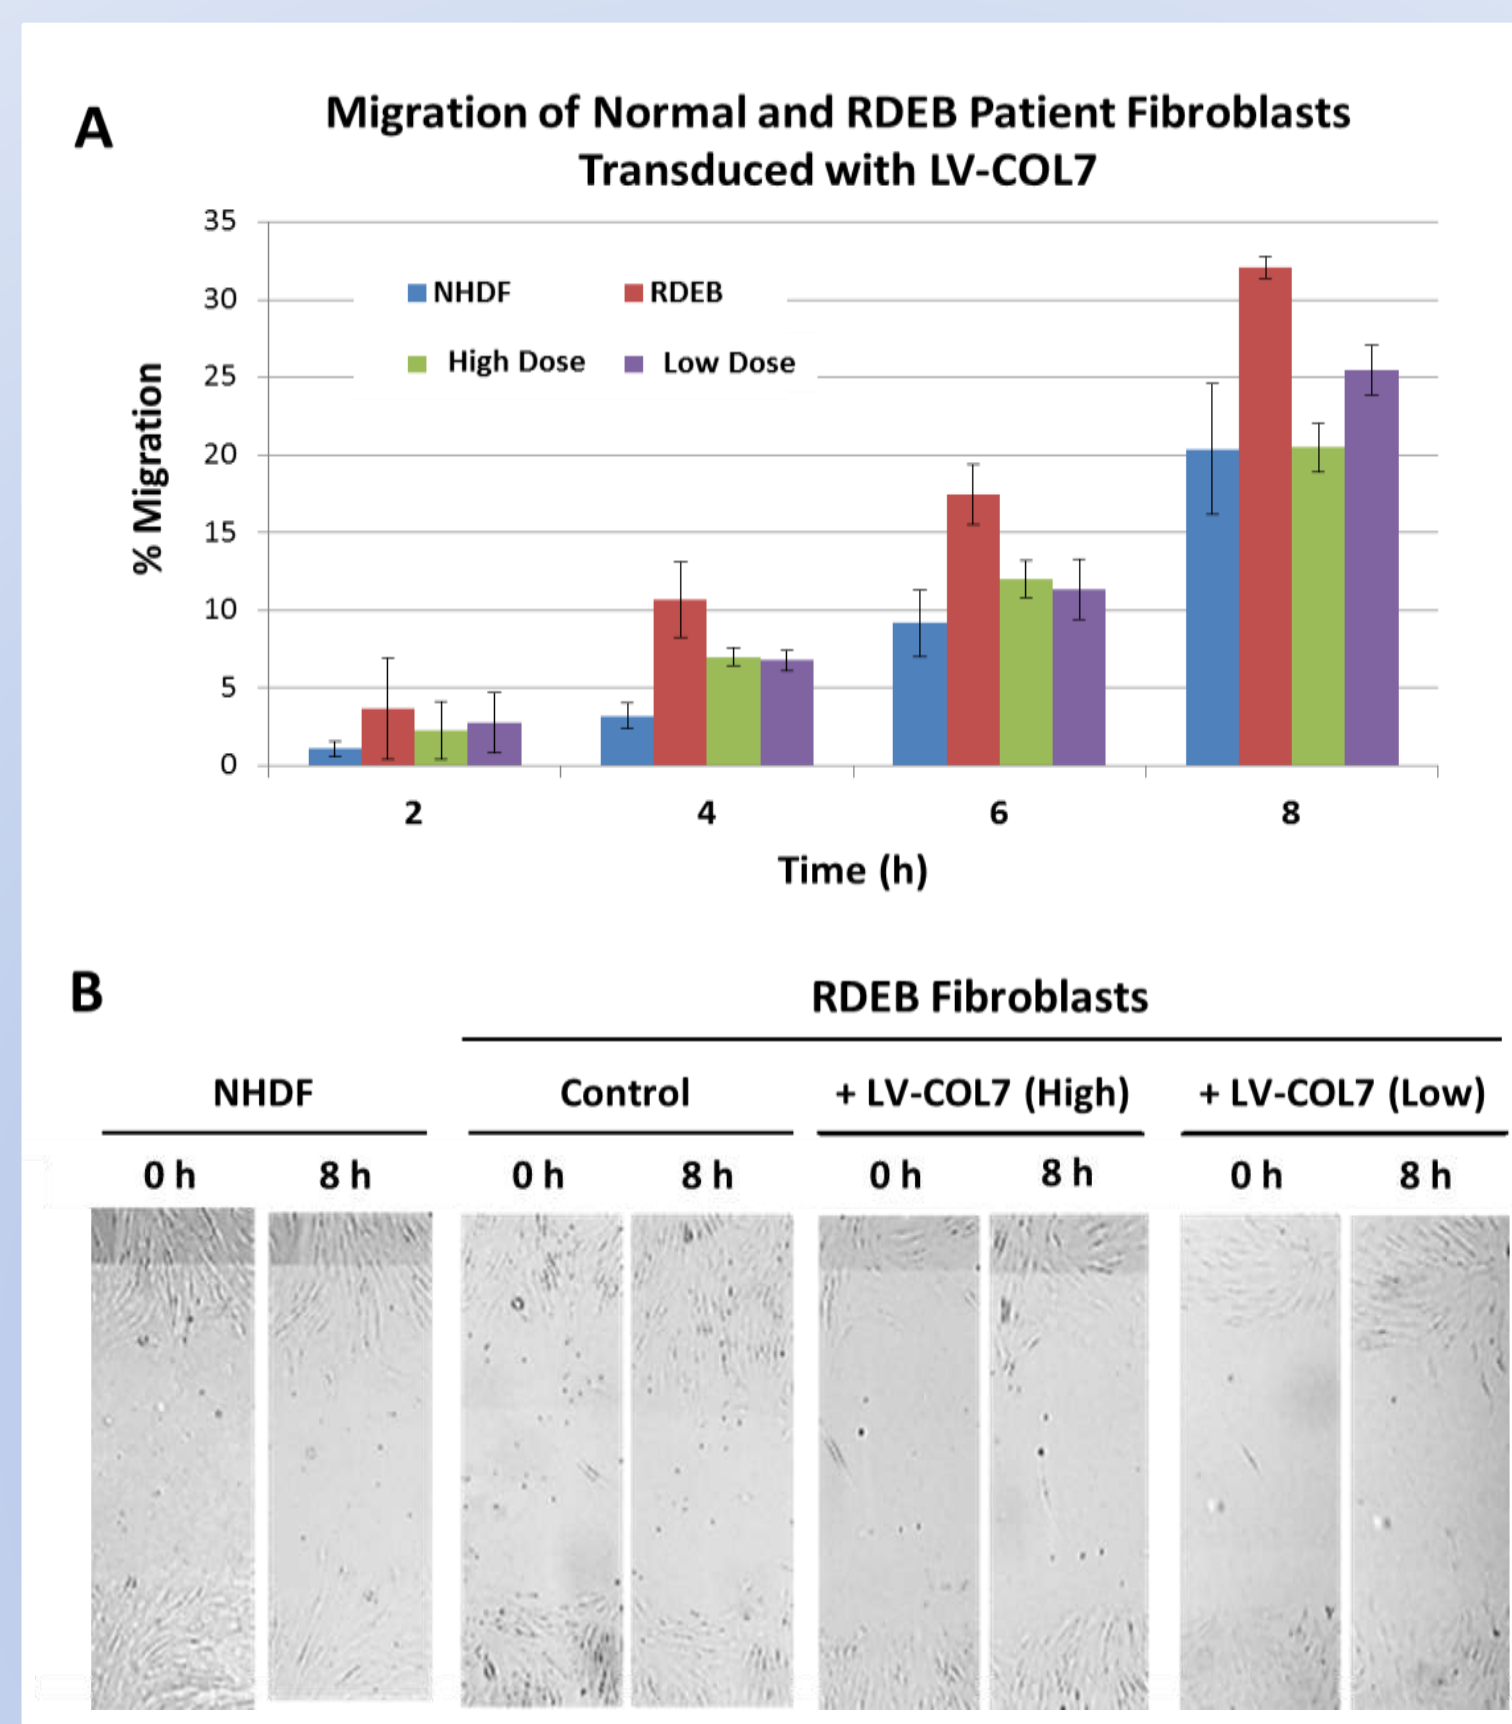 A
Migration of Normal and RDEB Patient Fibroblasts
Transduced with LV-COL7
35
30
25
20
15
10
5
0
% Migration
NHDF RDEB
High Dose Low Dose
2 4 6 8
Time (h)
B
RDEB Fibroblasts
NHDF Control + LV-COL7 (High) + LV-COL7 (Low)
0 h 8 h 0 h 8 h 0 h 8 h 0 h 8 h